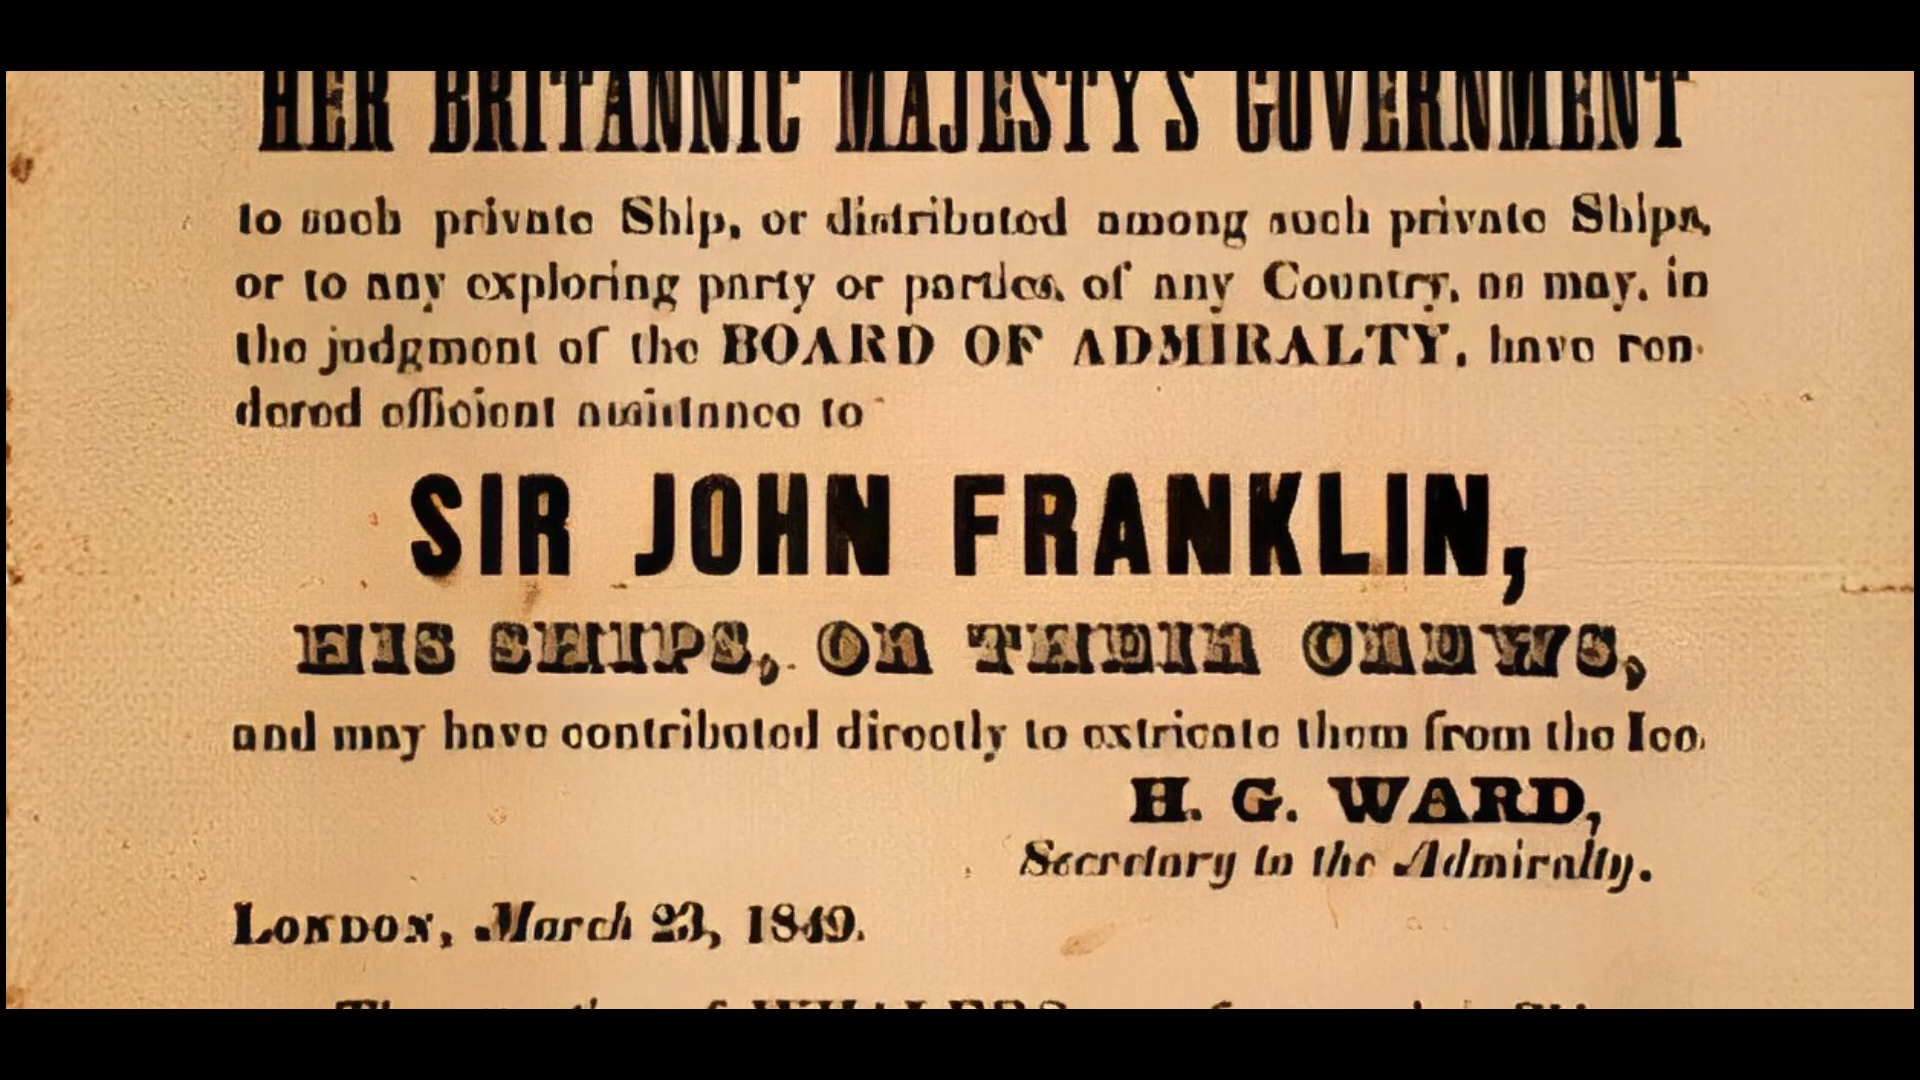 HER BRITANNIC MAJESTY'S GOVERNMENT
to such private Ship, or distributed among such private Ships,
or to any exploring party or parties, of any Country, as may, in
the judgment of the BOARD OF ADMIRALTY, have ren-
dered efficient assistance to
SIR JOHN FRANKLIN,
HIS SHIPS, OR THEIR CREWS,
and may have contributed directly to extricate them from the Ice.
H. G. WARD,
Secretary to the Admiralty.
LONDON, March 23, 1849.
WHALERS